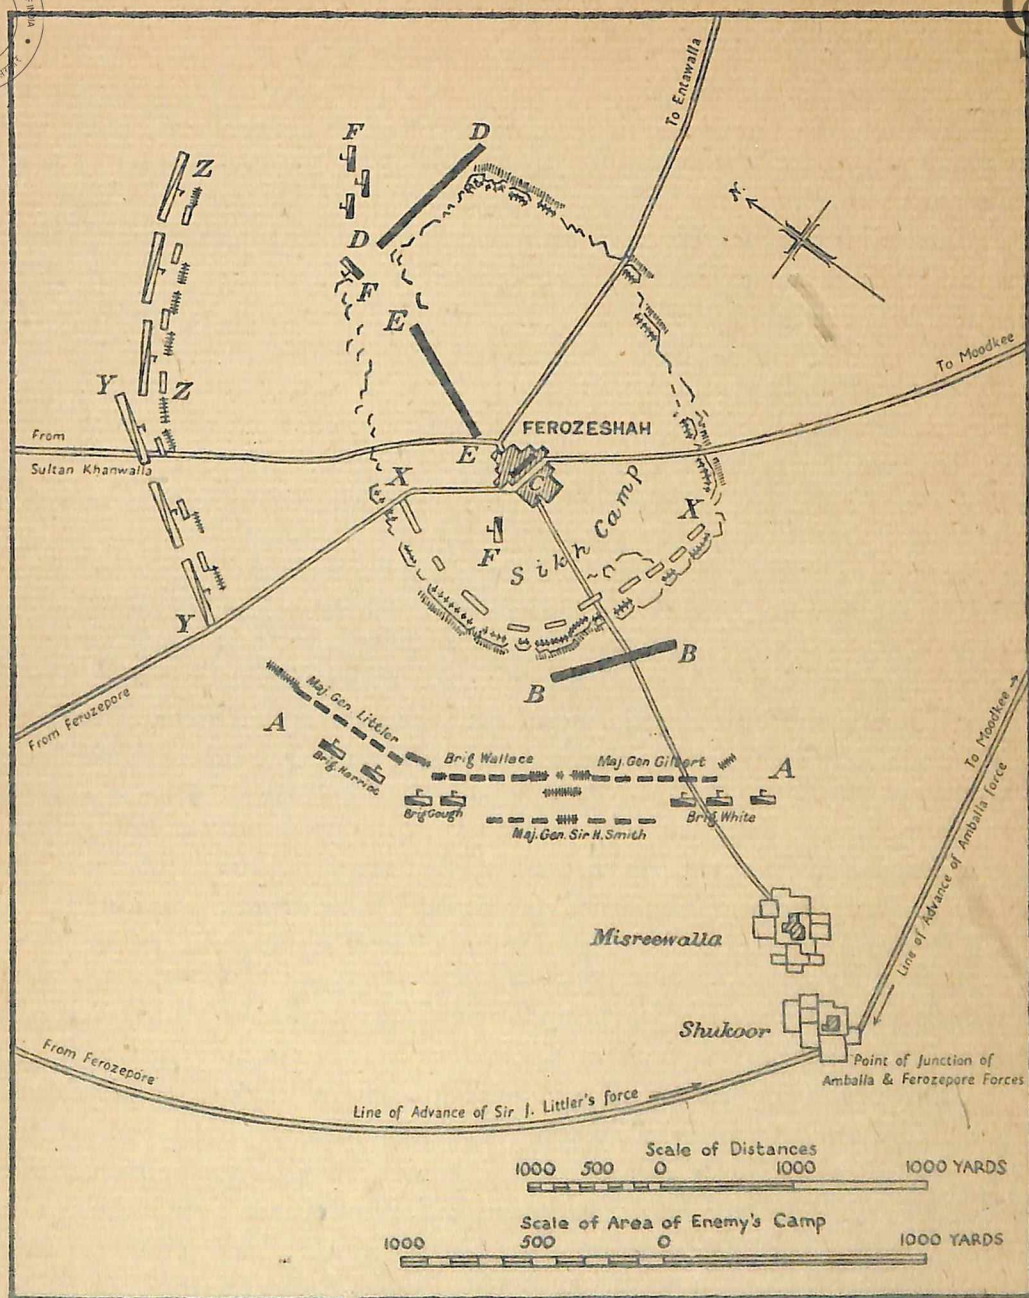 INDIA
To Entawalla
F
D
Z
N.
D
F
E
Z
Y
To Moodkee
From
Sultan Khanwalla
FEROZESHAH
E
X
C
X
Sikh Camp
F
Y
B
B
From Feruzepore
A
Maj. Gen Littler
Brig. Harriot
Brig Wallace
Maj. Gen Gilbert
A
Brig Gough
Maj. Gen. Sir H. Smith
Brig. White
To Moodkee
Line of Advance of Amballa force
Misreewalla
Shukoor
Point of Junction of
Amballa & Ferozepore Forces
From Ferozepore
Line of Advance of Sir J. Littler's force
Scale of Distances
1000 500 0 1000 1000 YARDS
Scale of Area of Enemy's Camp
1000 500 0 1000 YARDS